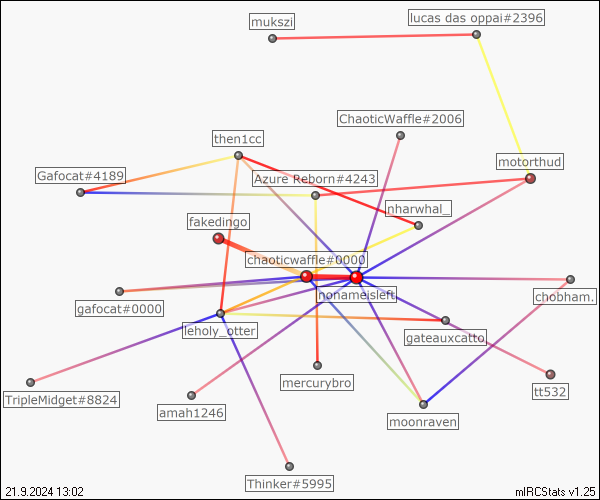 lucas das oppai#2396
mukszi
ChaoticWaffle#2006
then1cc
motorthud
Gafocat#4189
Azure Reborn#4243
nharwhal_
fakedingo
chaoticwaffle#0000
nonameisleft
chobham.
gafocat#0000
leholy_otter
gateauxcatto
mercurybro
tt532
TripleMidget#8824
amah1246
moonraven
Thinker#5995
21.9.2024 13:02
mIRCStats v1.25